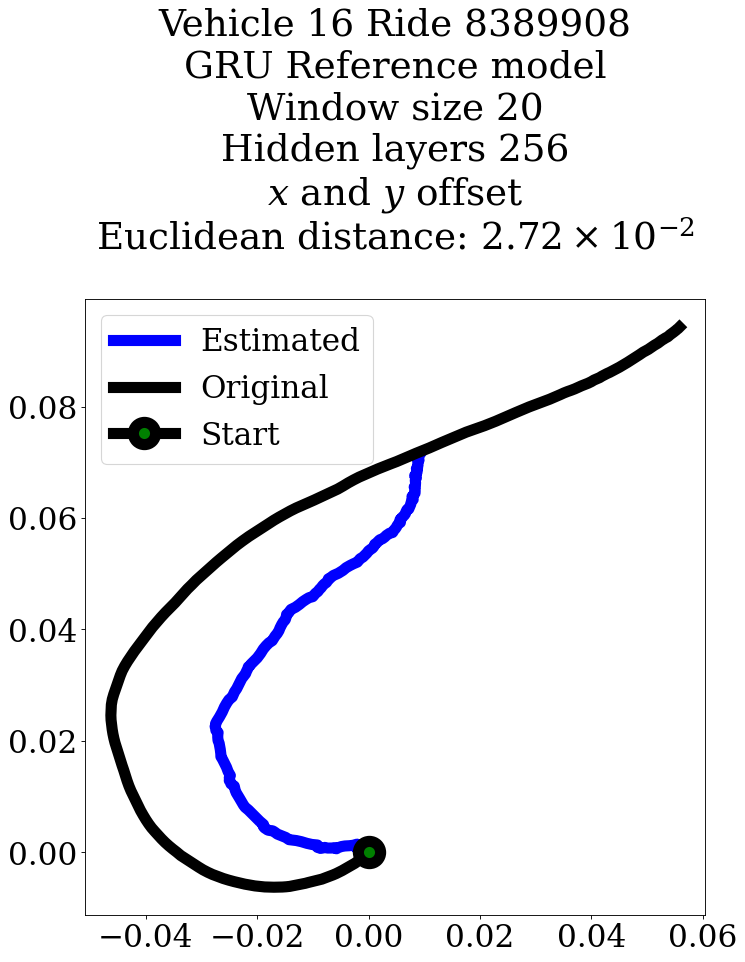 Vehicle 16 Ride 8389908
GRU Reference model
Window size 20
Hidden layers 256
x and y offset
Euclidean distance: 2.72 × 10⁻²
Estimated
Original
Start
0.08
0.06
0.04
0.02
0.00
−0.04 −0.02 0.00 0.02 0.04 0.06